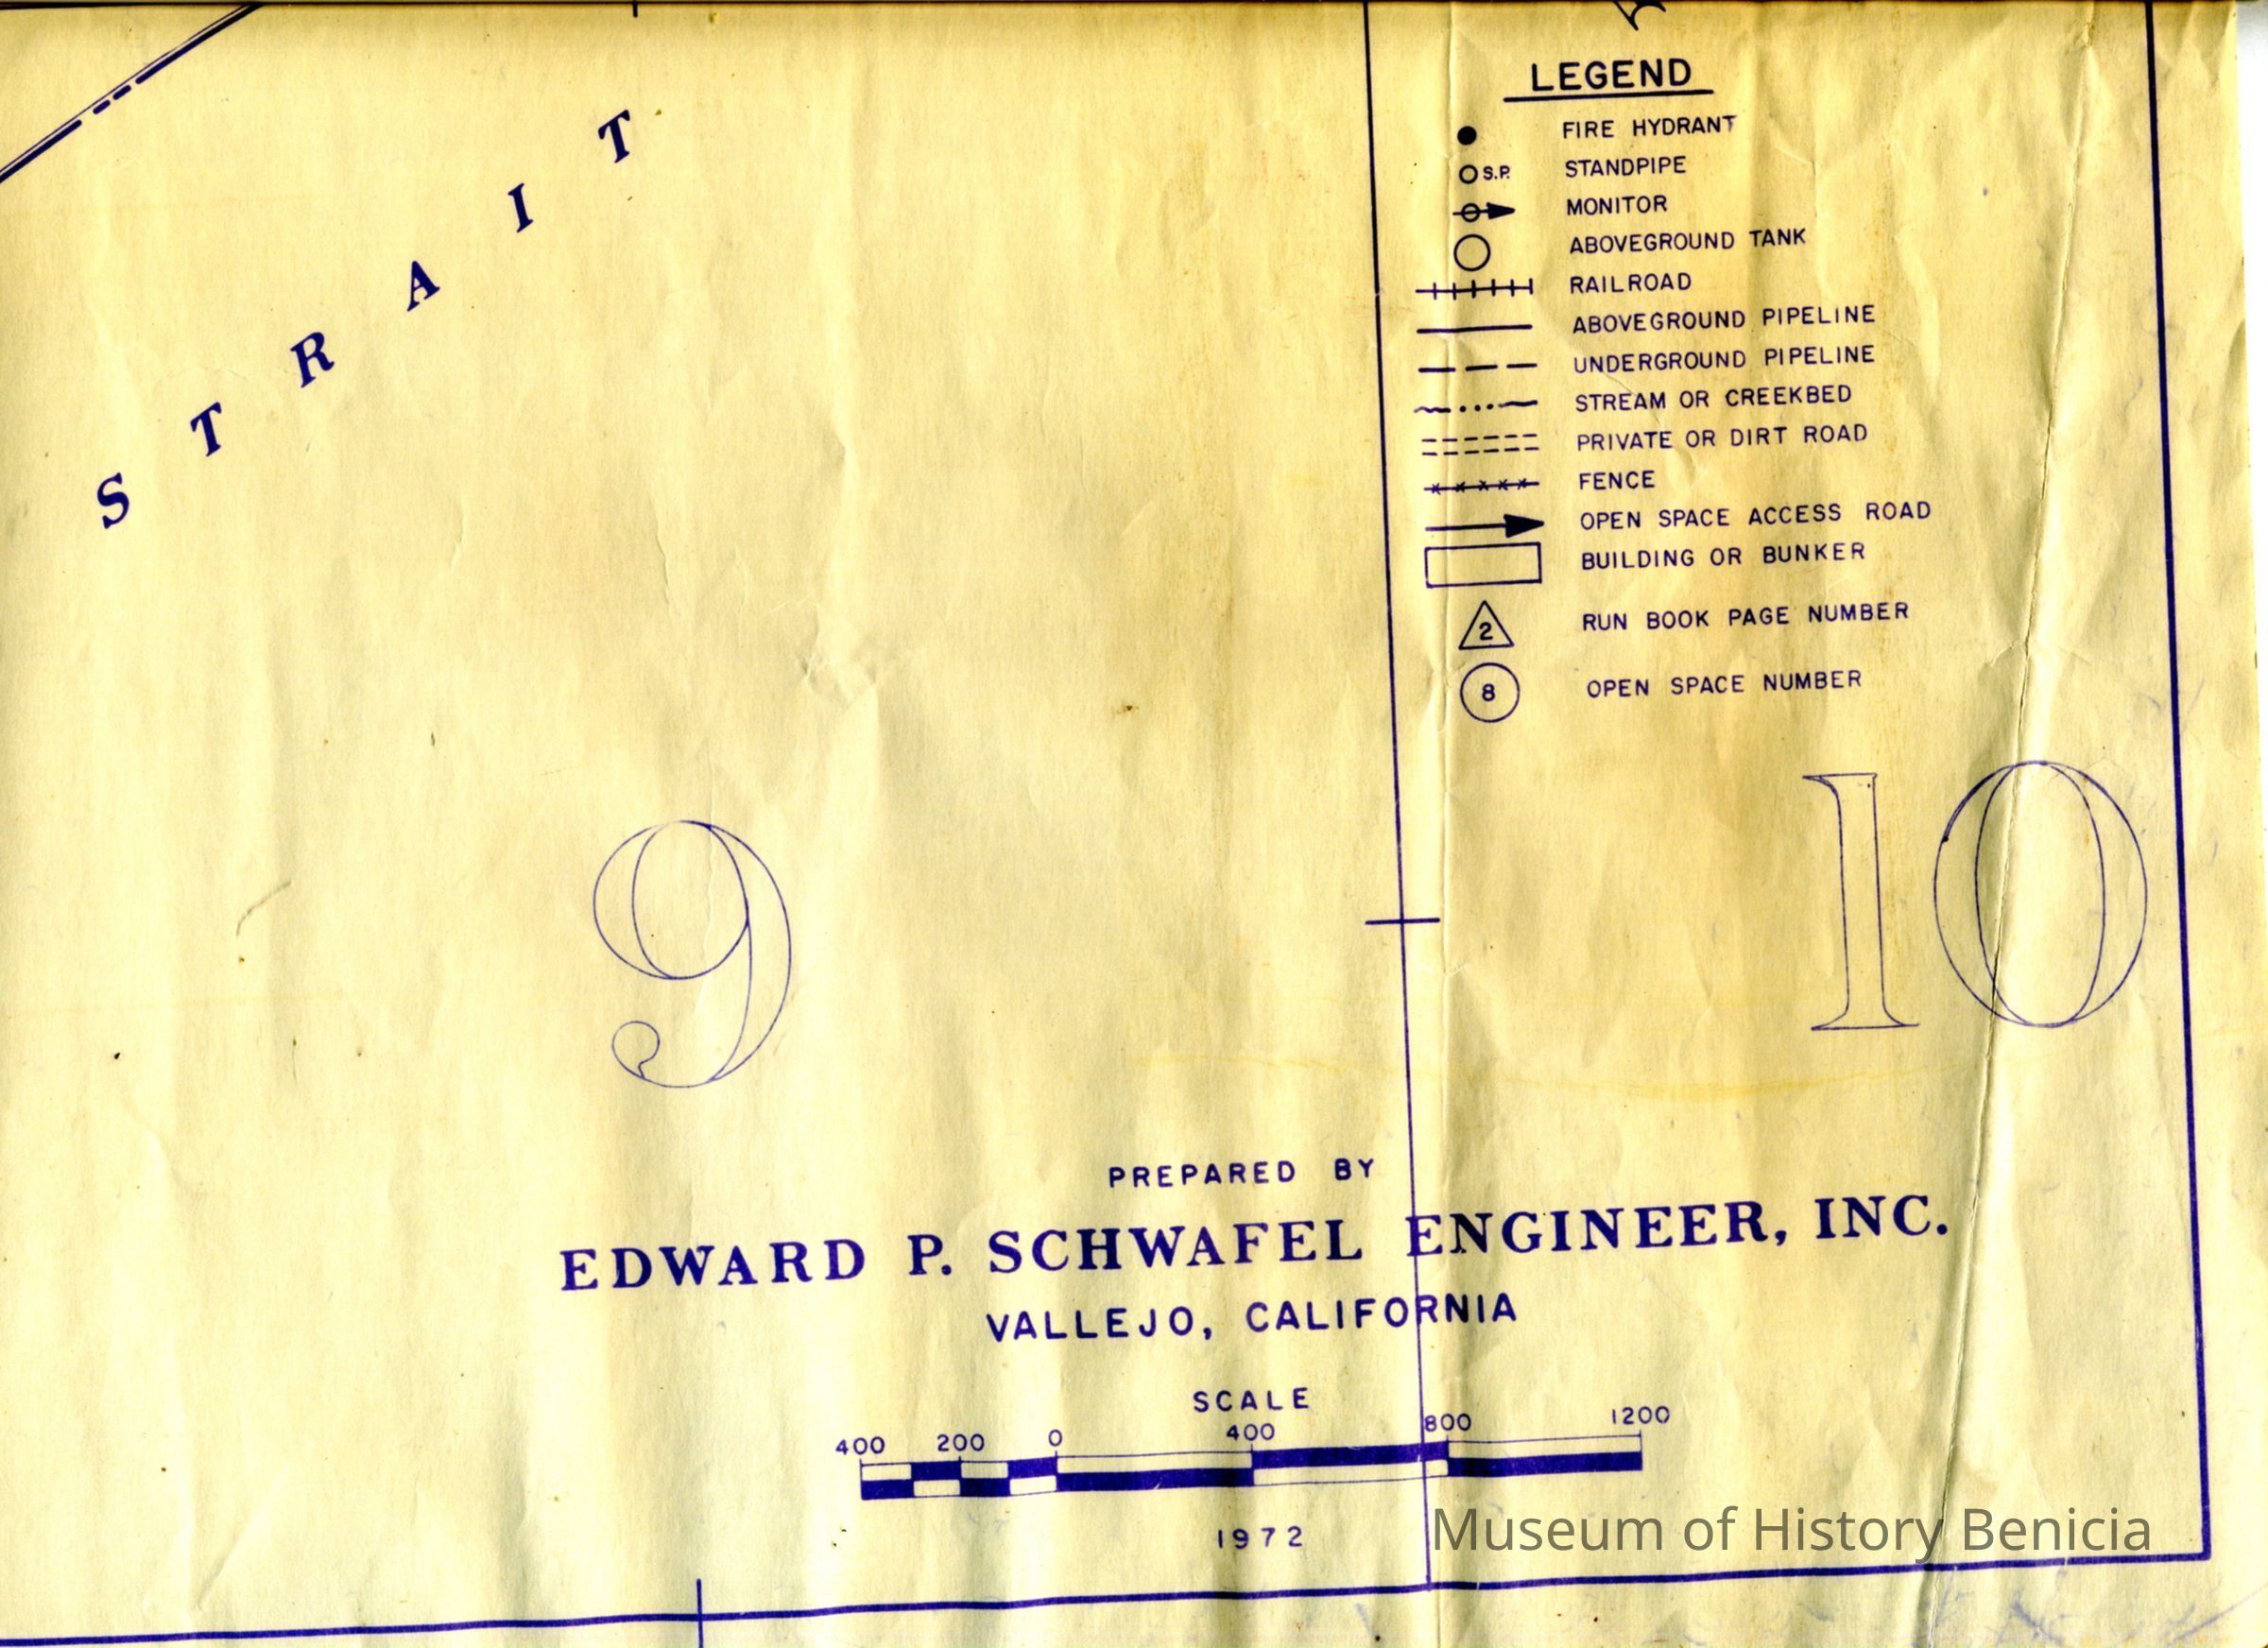 STRAIT
LEGEND
FIRE HYDRANT
S.P. STANDPIPE
MONITOR
ABOVEGROUND TANK
RAILROAD
ABOVEGROUND PIPELINE
UNDERGROUND PIPELINE
STREAM OR CREEKBED
PRIVATE OR DIRT ROAD
FENCE
OPEN SPACE ACCESS ROAD
BUILDING OR BUNKER
2 RUN BOOK PAGE NUMBER
8 OPEN SPACE NUMBER
9
10
PREPARED BY
EDWARD P. SCHWAFEL ENGINEER, INC.
VALLEJO, CALIFORNIA
SCALE
400 200 0 400 800 1200
1972
Museum of History Benicia